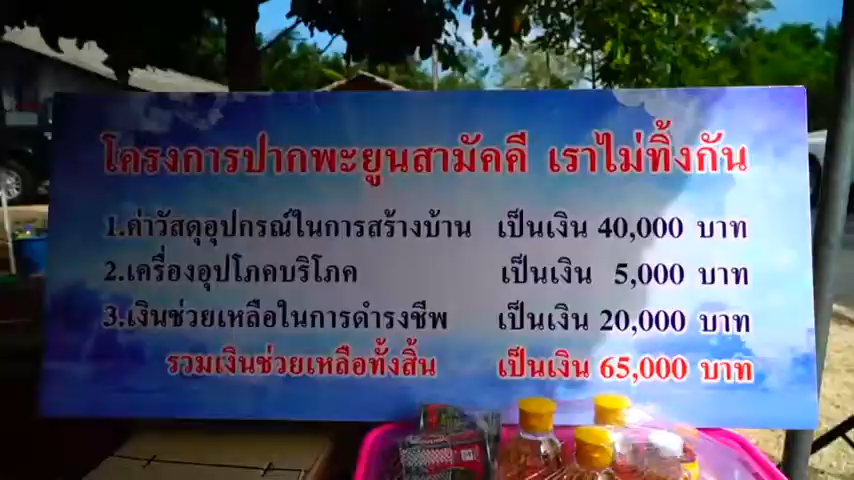 โครงการปากพะยูนสามัคคี เราไม่ทิ้งกัน
1.ค่าวัสดุอุปกรณ์ในการสร้างบ้าน เป็นเงิน 40,000 บาท
2.เครื่องอุปโภคบริโภค เป็นเงิน 5,000 บาท
3.เงินช่วยเหลือในการดำรงชีพ เป็นเงิน 20,000 บาท
รวมเงินช่วยเหลือทั้งสิ้น เป็นเงิน 65,000 บาท